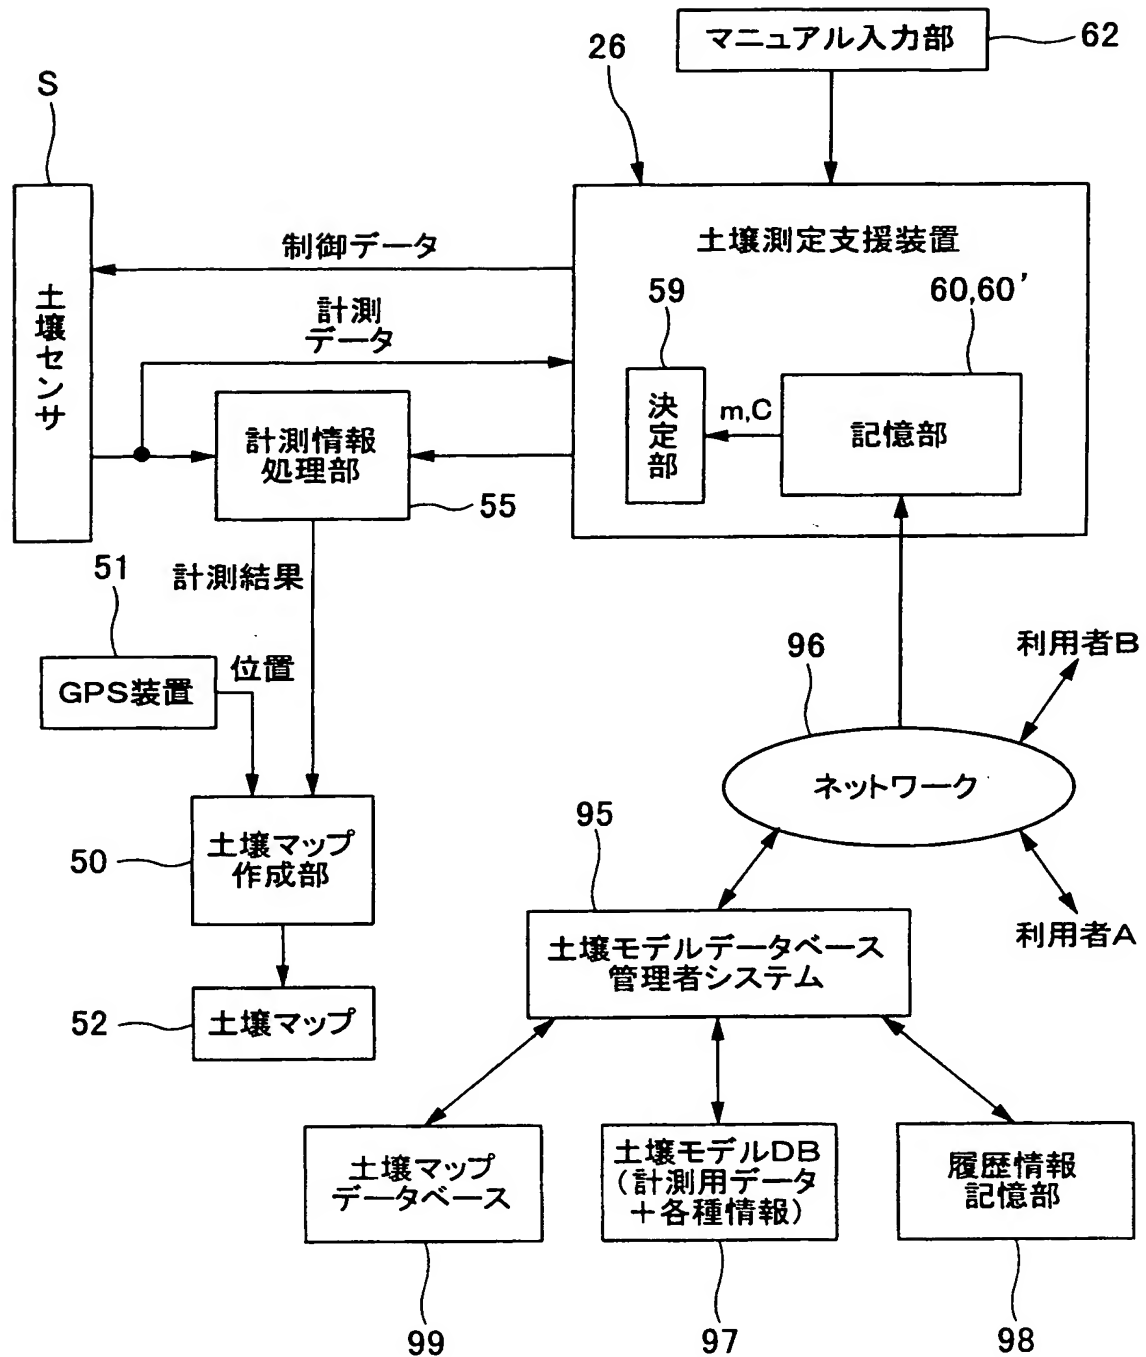 マニュアル入力部
62
26
S
土壌測定支援装置
制御データ
土壌センサ
計測
データ
59
60,60'
決定部
m,C
記憶部
計測情報
処理部
55
計測結果
51
位置
GPS装置
96
利用者B
ネットワーク
95
50
土壌マップ
作成部
利用者A
土壌モデルデータベース
管理者システム
52
土壌マップ
土壌マップ
データベース
土壌モデルDB
(計測用データ
+各種情報)
履歴情報
記憶部
99
97
98